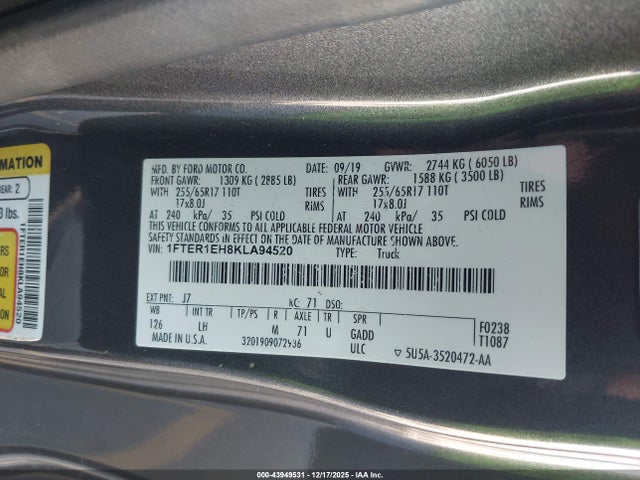 MFD. BY FORD MOTOR CO. DATE: 09/19 GVWR: 2744 KG ( 6050 LB)
FRONT GAWR: 1309 KG ( 2885 LB) REAR GAWR: 1588 KG ( 3500 LB)
WITH 255/65R17 110T TIRES WITH 255/65R17 110T TIRES
17x8.0J RIMS 17x8.0J RIMS
AT 240 kPa/ 35 PSI COLD AT 240 kPa/ 35 PSI COLD
THIS VEHICLE CONFORMS TO ALL APPLICABLE FEDERAL MOTOR VEHICLE
SAFETY STANDARDS IN EFFECT ON THE DATE OF MANUFACTURE SHOWN ABOVE.
VIN: 1FTER1EH8KLA94520 TYPE: Truck
EXT PNT: J7 RC: 71 DSO:
WB INT TR TP/PS R AXLE TR SPR F0238
126 LH M 71 U GADD T1087
MADE IN U.S.A. ULC
5U5A-3520472-AA
RMATION
REAR: 2
lbs.
1FTER1EH8KLA94520
000-43949531 - 12/17/2025 - IAA Inc.